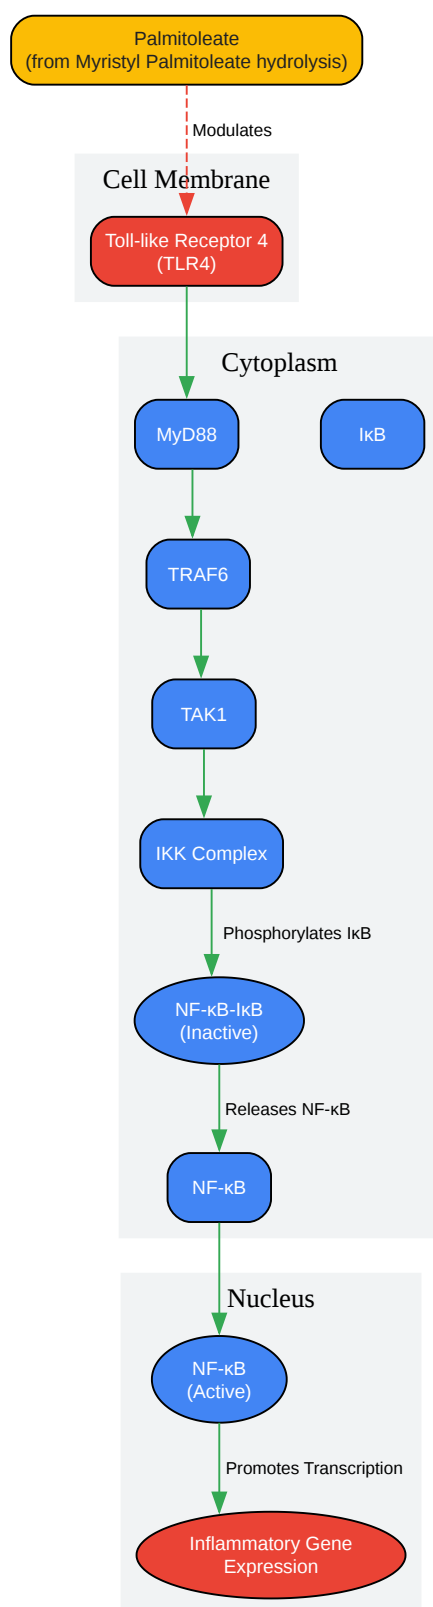 Palmitoleate
(from Myristyl Palmitoleate hydrolysis)
Modulates
Cell Membrane
Toll-like Receptor 4
(TLR4)
Cytoplasm
MyD88
IκB
TRAF6
TAK1
IKK Complex
Phosphorylates IκB
NF-κB-IκB
(Inactive)
Releases NF-κB
NF-κB
Nucleus
NF-κB
(Active)
Promotes Transcription
Inflammatory Gene
Expression